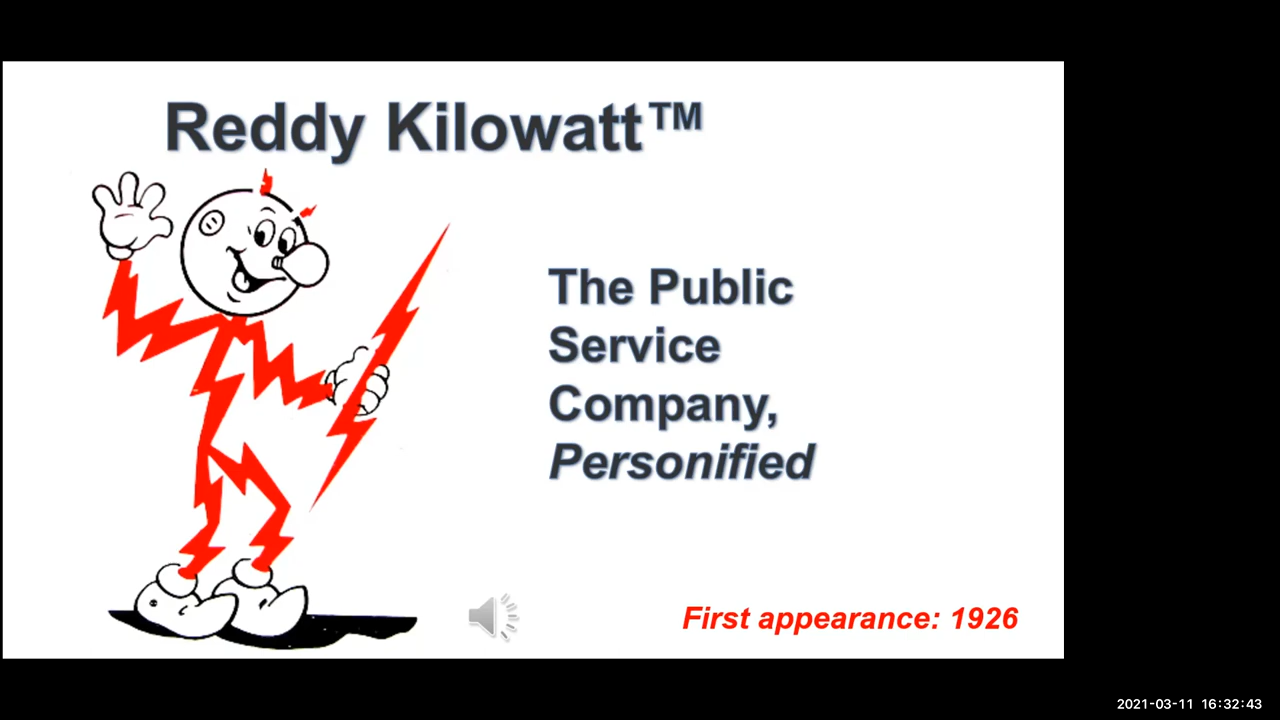 Reddy Kilowatt™
The Public
Service
Company,
Personified
First appearance: 1926
2021-03-11 16:32:43